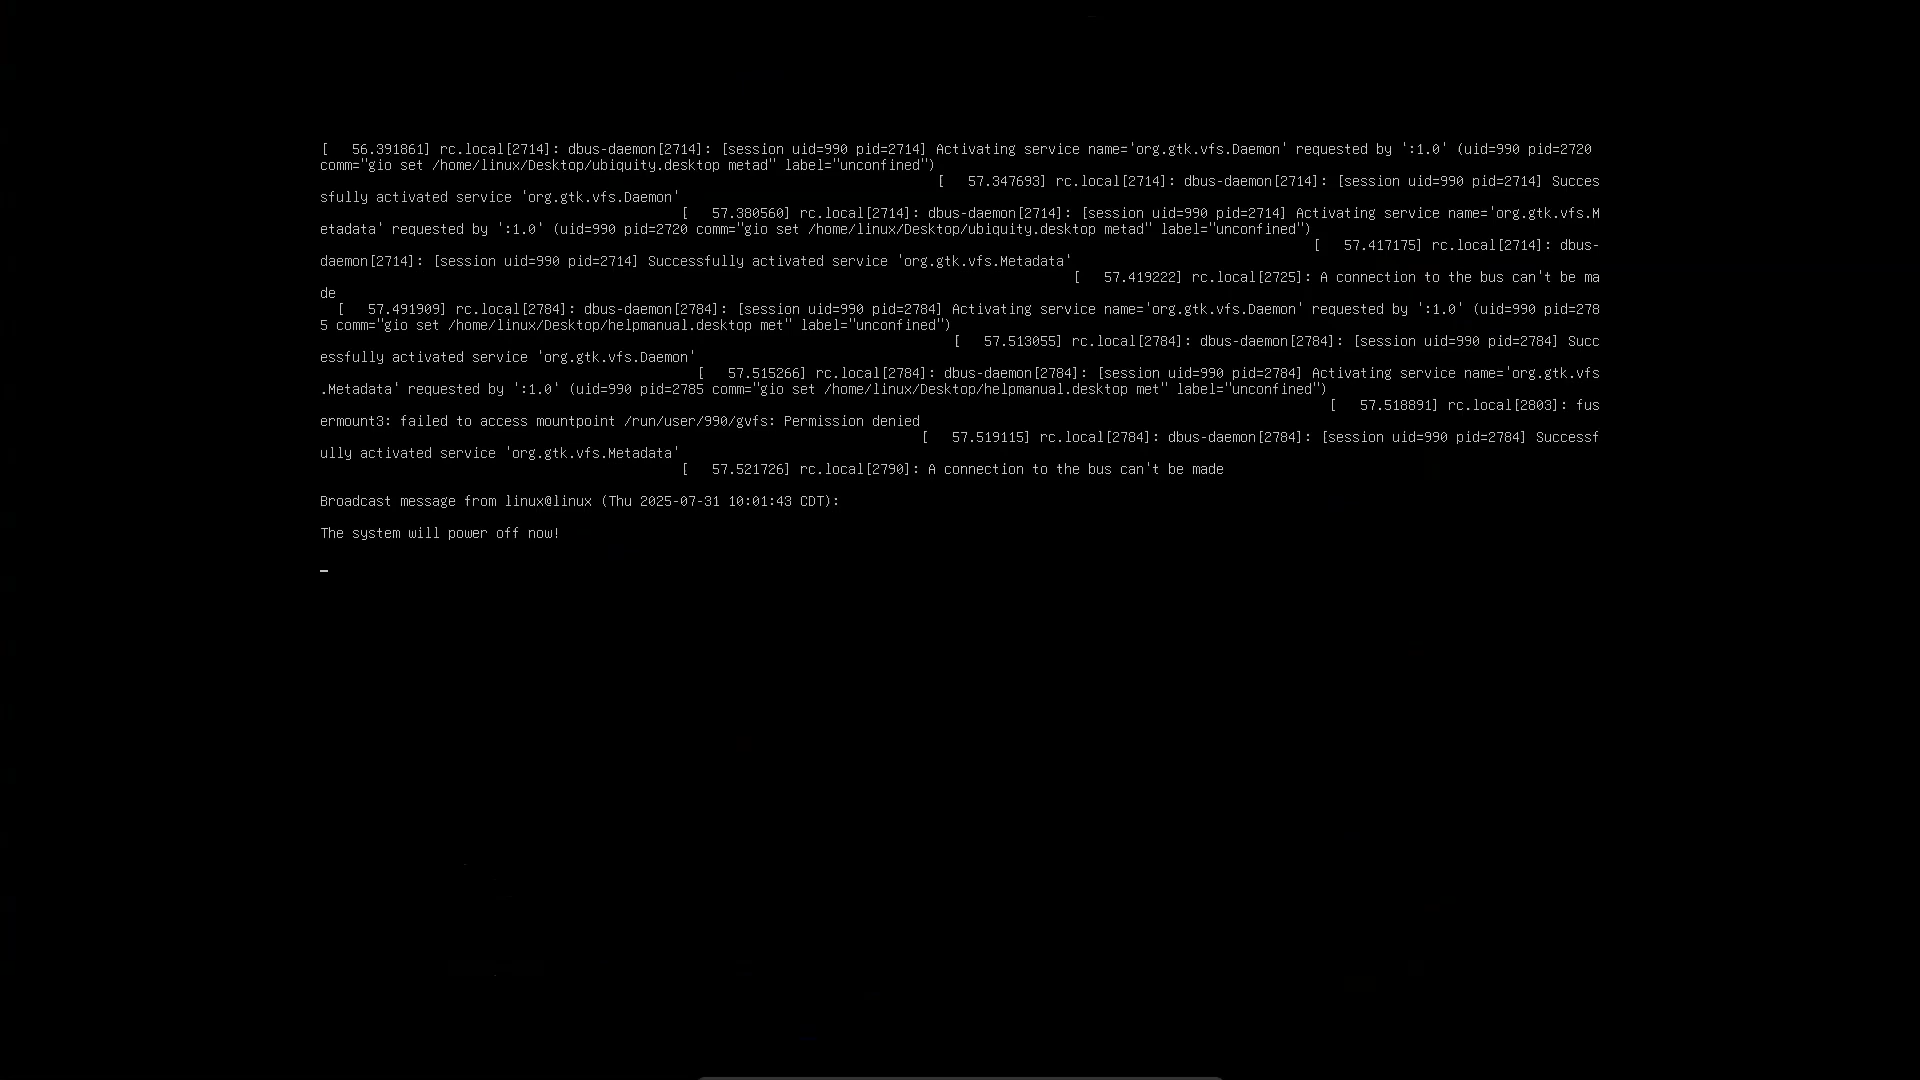 [   56.391861] rc.local[2714]: dbus-daemon[2714]: [session uid=990 pid=2714] Activating service name='org.gtk.vfs.Daemon' requested by ':1.0' (uid=990 pid=2720
comm="gio set /home/linux/Desktop/ubiquity.desktop metad" label="unconfined")
[   57.347693] rc.local[2714]: dbus-daemon[2714]: [session uid=990 pid=2714] Succes
sfully activated service 'org.gtk.vfs.Daemon'
[   57.380560] rc.local[2714]: dbus-daemon[2714]: [session uid=990 pid=2714] Activating service name='org.gtk.vfs.M
etadata' requested by ':1.0' (uid=990 pid=2720 comm="gio set /home/linux/Desktop/ubiquity.desktop metad" label="unconfined")
[   57.417175] rc.local[2714]: dbus-
daemon[2714]: [session uid=990 pid=2714] Successfully activated service 'org.gtk.vfs.Metadata'
[   57.419222] rc.local[2725]: A connection to the bus can't be ma
de
[   57.491909] rc.local[2784]: dbus-daemon[2784]: [session uid=990 pid=2784] Activating service name='org.gtk.vfs.Daemon' requested by ':1.0' (uid=990 pid=278
5 comm="gio set /home/linux/Desktop/helpmanual.desktop met" label="unconfined")
[   57.513055] rc.local[2784]: dbus-daemon[2784]: [session uid=990 pid=2784] Succ
essfully activated service 'org.gtk.vfs.Daemon'
[   57.515266] rc.local[2784]: dbus-daemon[2784]: [session uid=990 pid=2784] Activating service name='org.gtk.vfs
.Metadata' requested by ':1.0' (uid=990 pid=2785 comm="gio set /home/linux/Desktop/helpmanual.desktop met" label="unconfined")
[   57.518891] rc.local[2803]: fus
ermount3: failed to access mountpoint /run/user/990/gvfs: Permission denied
[   57.519115] rc.local[2784]: dbus-daemon[2784]: [session uid=990 pid=2784] Successf
ully activated service 'org.gtk.vfs.Metadata'
[   57.521726] rc.local[2790]: A connection to the bus can't be made
Broadcast message from linux@linux (Thu 2025-07-31 10:01:43 CDT):
The system will power off now!